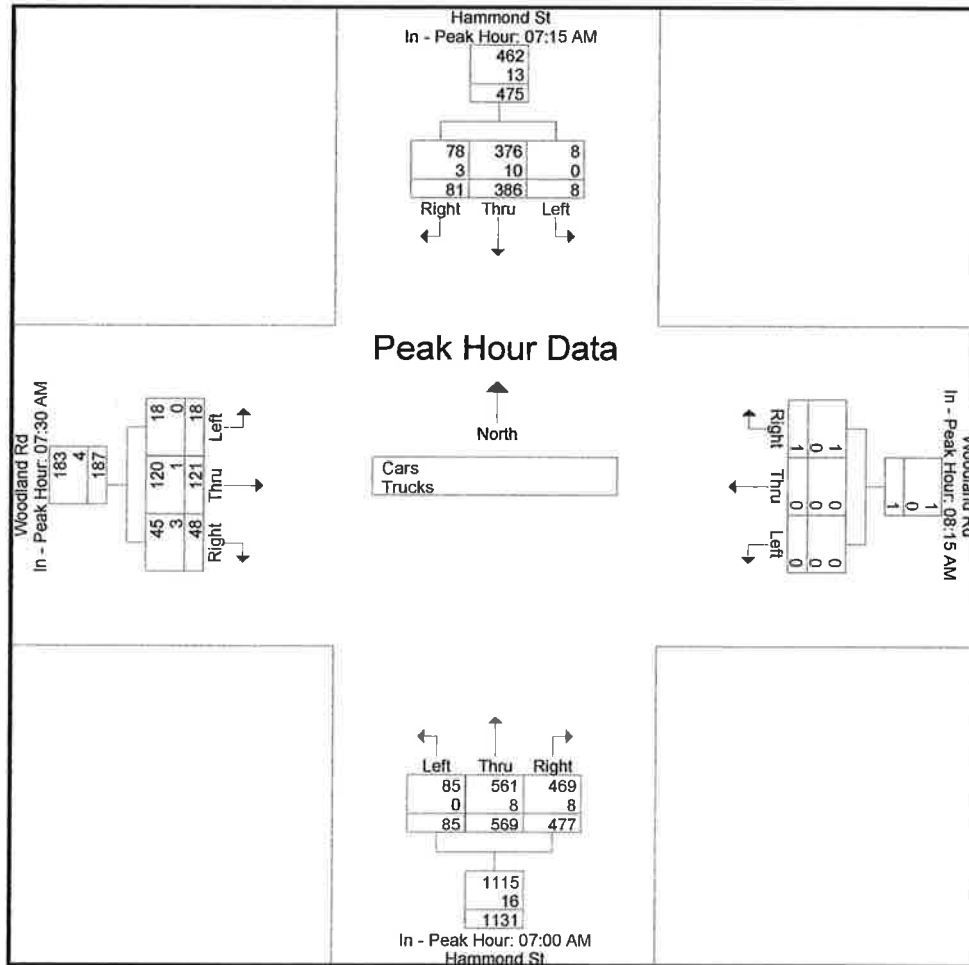 Hammond St
In - Peak Hour: 07:15 AM
462
13
475
78 376 8
3 10 0
81 386 8
Right Thru Left
Peak Hour Data
North
Cars
Trucks
Woodland Rd
In - Peak Hour: 07:30 AM
183
4
187
18 0 18 Left
120 1 121 Thru
45 3 48 Right
Woodland Rd
In - Peak Hour: 08:15 AM
1
0
1
Right 1 0 1
Thru 0 0 0
Left 0 0 0
Left Thru Right
85 561 469
0 8 8
85 569 477
1115
16
1131
In - Peak Hour: 07:00 AM
Hammond St